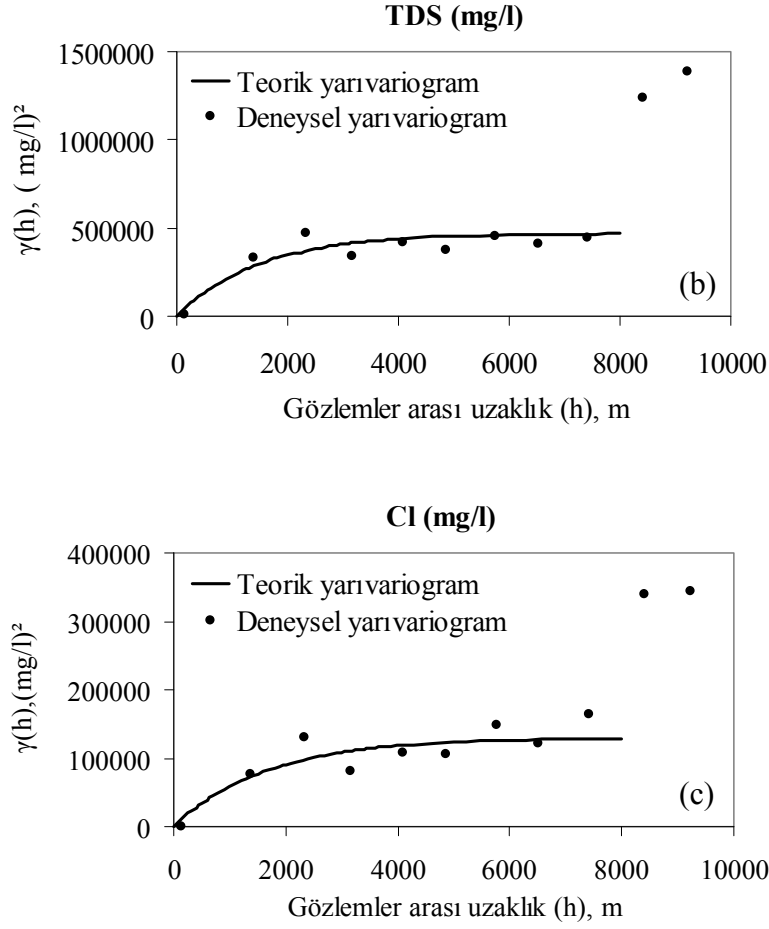 TDS (mg/l)
1500000
1000000
500000
0
γ(h), ( mg/l)²
Teorik yarıvariogram
Deneysel yarıvariogram
(b)
0 2000 4000 6000 8000 10000
Gözlemler arası uzaklık (h), m
Cl (mg/l)
400000
300000
200000
100000
0
γ(h),(mg/l)²
Teorik yarıvariogram
Deneysel yarıvariogram
(c)
0 2000 4000 6000 8000 10000
Gözlemler arası uzaklık (h), m